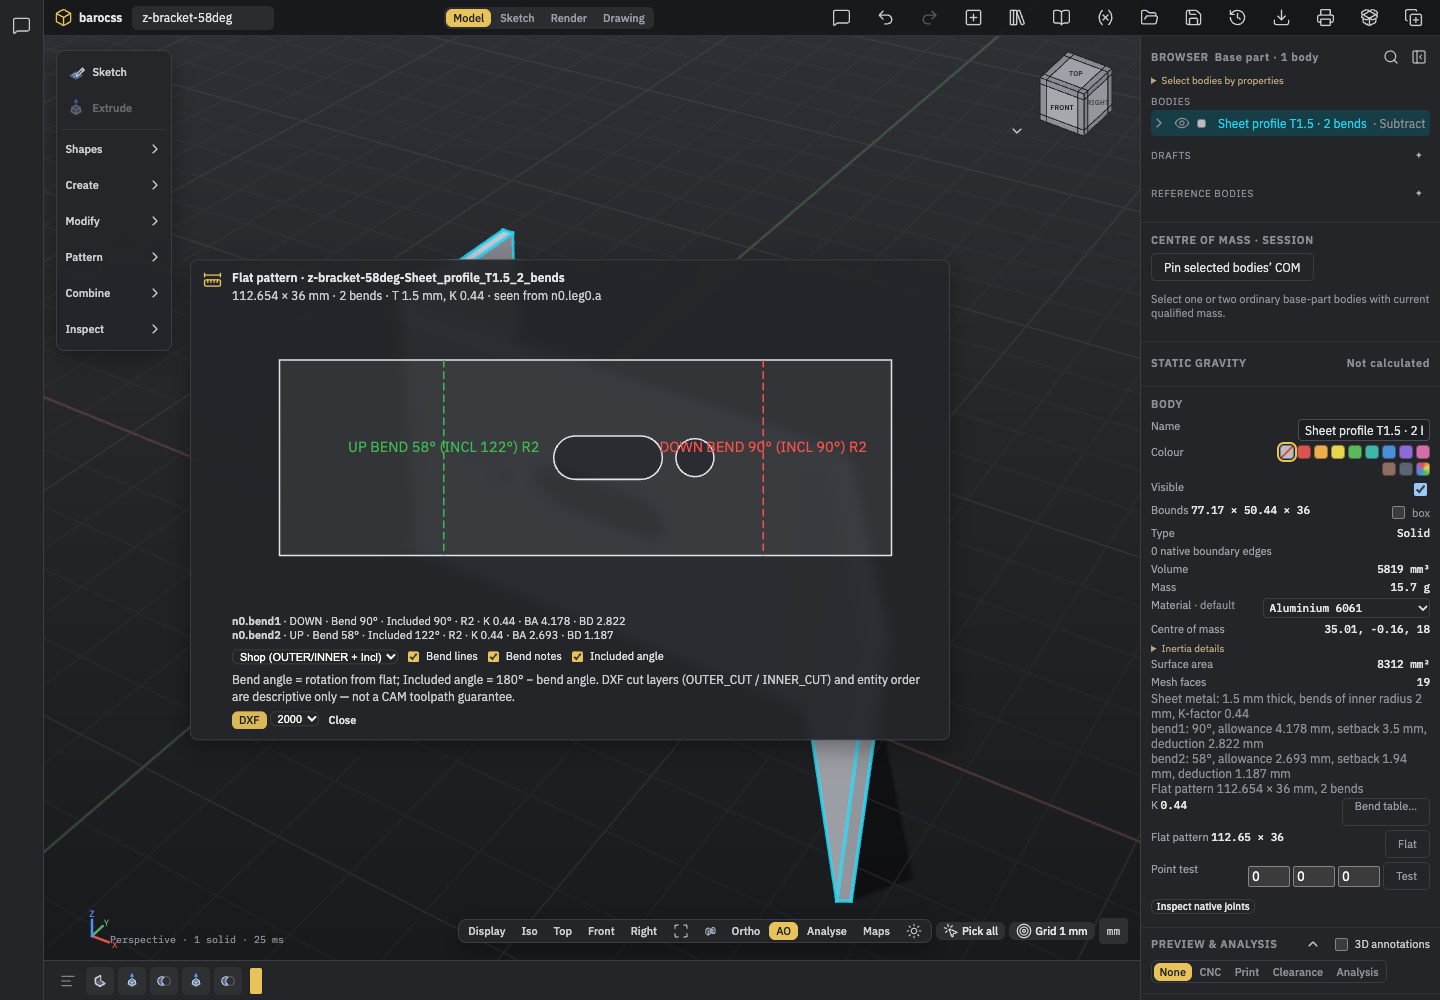 barocss
z-bracket-58deg
Model Sketch Render Drawing
Sketch
Extrude
Shapes
Create
Modify
Pattern
Combine
Inspect
TOP
FRONT
RIGHT
Flat pattern · z-bracket-58deg-Sheet_profile_T1.5_2_bends
112.654 × 36 mm · 2 bends · T 1.5 mm, K 0.44 · seen from n0.leg0.a
UP BEND 58° (INCL 122°) R2
DOWN BEND 90° (INCL 90°) R2
n0.bend1 · DOWN · Bend 90° · Included 90° · R2 · K 0.44 · BA 4.178 · BD 2.822
n0.bend2 · UP · Bend 58° · Included 122° · R2 · K 0.44 · BA 2.693 · BD 1.187
Shop (OUTER/INNER + Incl) Bend lines Bend notes Included angle
Bend angle = rotation from flat; Included angle = 180° − bend angle. DXF cut layers (OUTER_CUT / INNER_CUT) and entity order
are descriptive only — not a CAM toolpath guarantee.
DXF 2000 Close
Z
Y
X
Perspective · 1 solid · 25 ms
Display Iso Top Front Right Ortho AO Analyse Maps Pick all Grid 1 mm mm
BROWSER Base part · 1 body
Select bodies by properties
BODIES
Sheet profile T1.5 · 2 bends · Subtract
DRAFTS +
REFERENCE BODIES +
CENTRE OF MASS · SESSION
Pin selected bodies’ COM
Select one or two ordinary base-part bodies with current
qualified mass.
STATIC GRAVITY Not calculated
BODY
Name Sheet profile T1.5 · 2 l
Colour
Visible
Bounds 77.17 × 50.44 × 36 box
Type Solid
0 native boundary edges
Volume 5819 mm³
Mass 15.7 g
Material · default Aluminium 6061
Centre of mass 35.01, -0.16, 18
Inertia details
Surface area 8312 mm²
Mesh faces 19
Sheet metal: 1.5 mm thick, bends of inner radius 2
mm, K-factor 0.44
bend1: 90°, allowance 4.178 mm, setback 3.5 mm,
deduction 2.822 mm
bend2: 58°, allowance 2.693 mm, setback 1.94
mm, deduction 1.187 mm
Flat pattern 112.654 × 36 mm, 2 bends
K 0.44 Bend table…
Flat pattern 112.65 × 36 Flat
Point test 0 0 0 Test
Inspect native joints
PREVIEW & ANALYSIS 3D annotations
None CNC Print Clearance Analysis